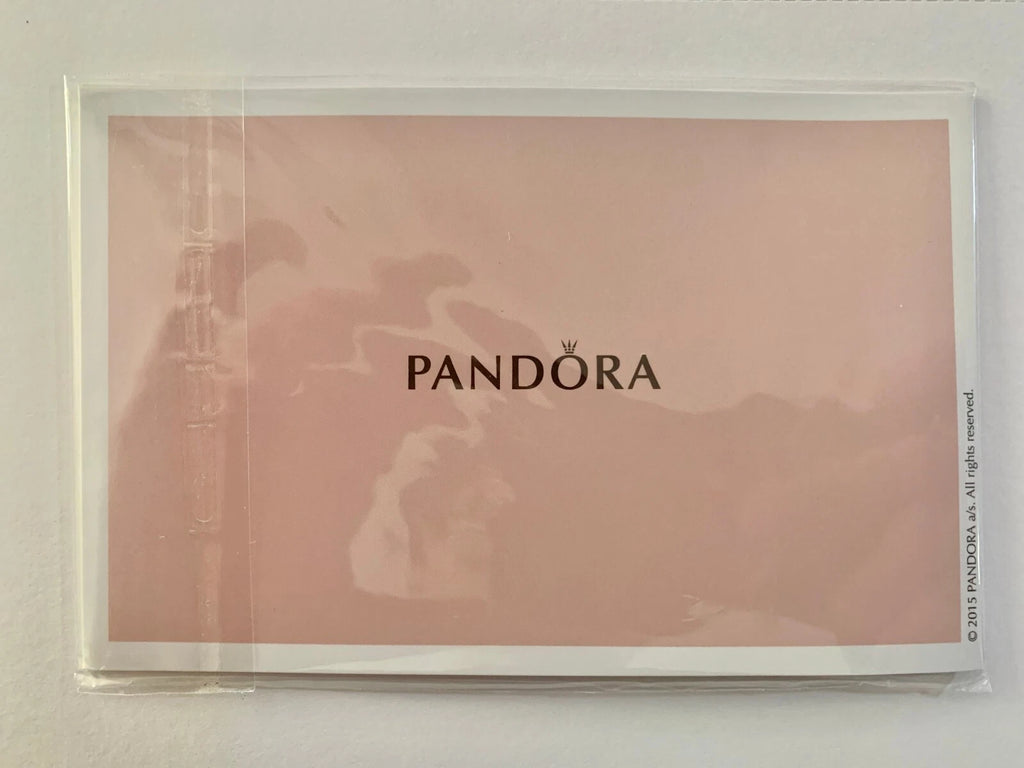 PANDORA
© 2015 PANDORA a/s. All rights reserved.